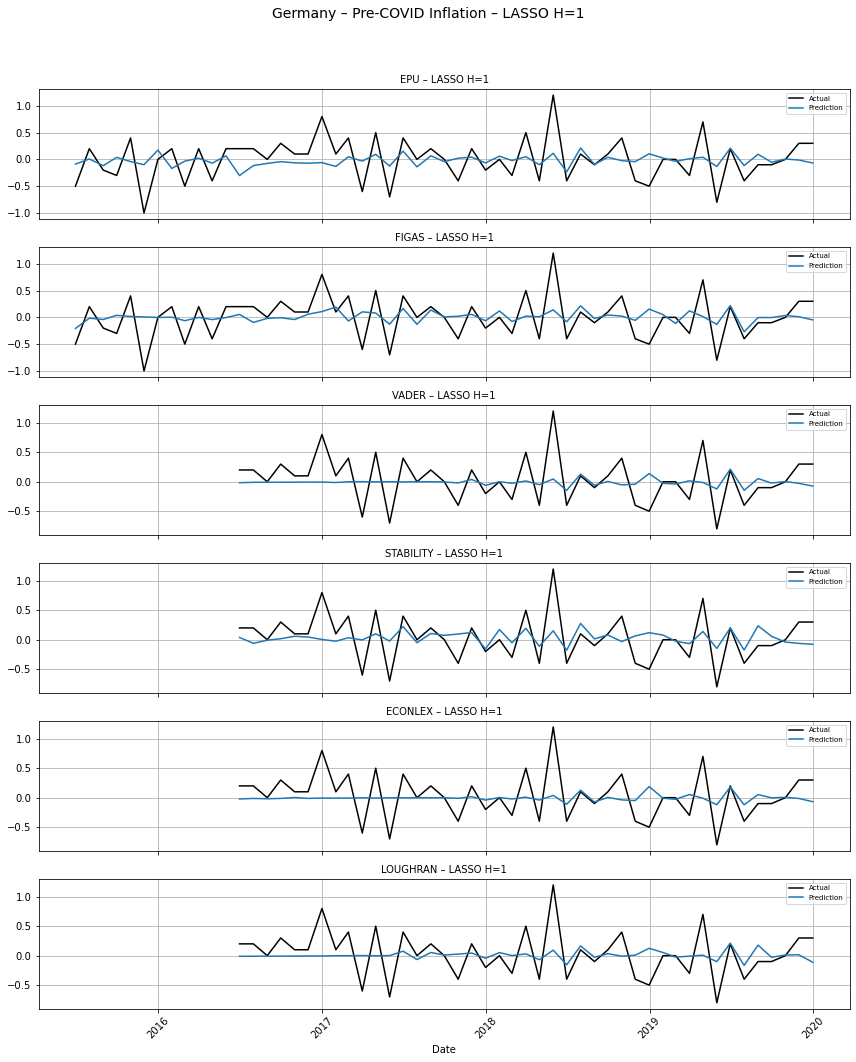 Germany – Pre-COVID Inflation – LASSO H=1
EPU – LASSO H=1
Actual
Prediction
1.0
0.5
0.0
−0.5
−1.0
FIGAS – LASSO H=1
Actual
Prediction
1.0
0.5
0.0
−0.5
−1.0
VADER – LASSO H=1
Actual
Prediction
1.0
0.5
0.0
−0.5
STABILITY – LASSO H=1
Actual
Prediction
1.0
0.5
0.0
−0.5
ECONLEX – LASSO H=1
Actual
Prediction
1.0
0.5
0.0
−0.5
LOUGHRAN – LASSO H=1
Actual
Prediction
1.0
0.5
0.0
−0.5
2016 2017 2018 2019 2020
Date